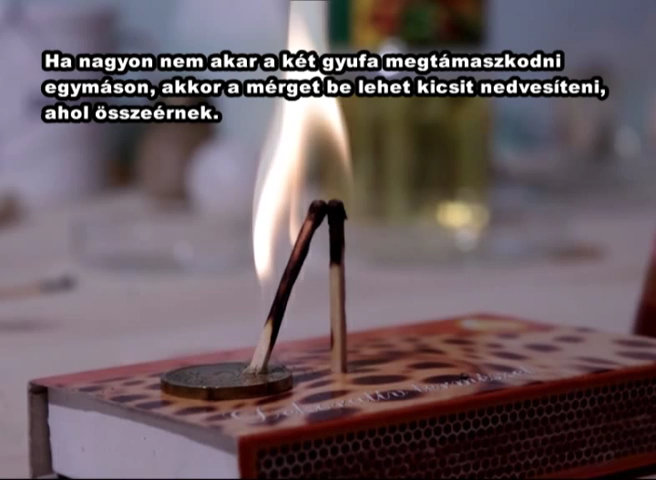 Ha nagyon nem akar a két gyufa megtámaszkodni
egymáson, akkor a mérget be lehet kicsit nedvesíteni,
ahol összeérnek.